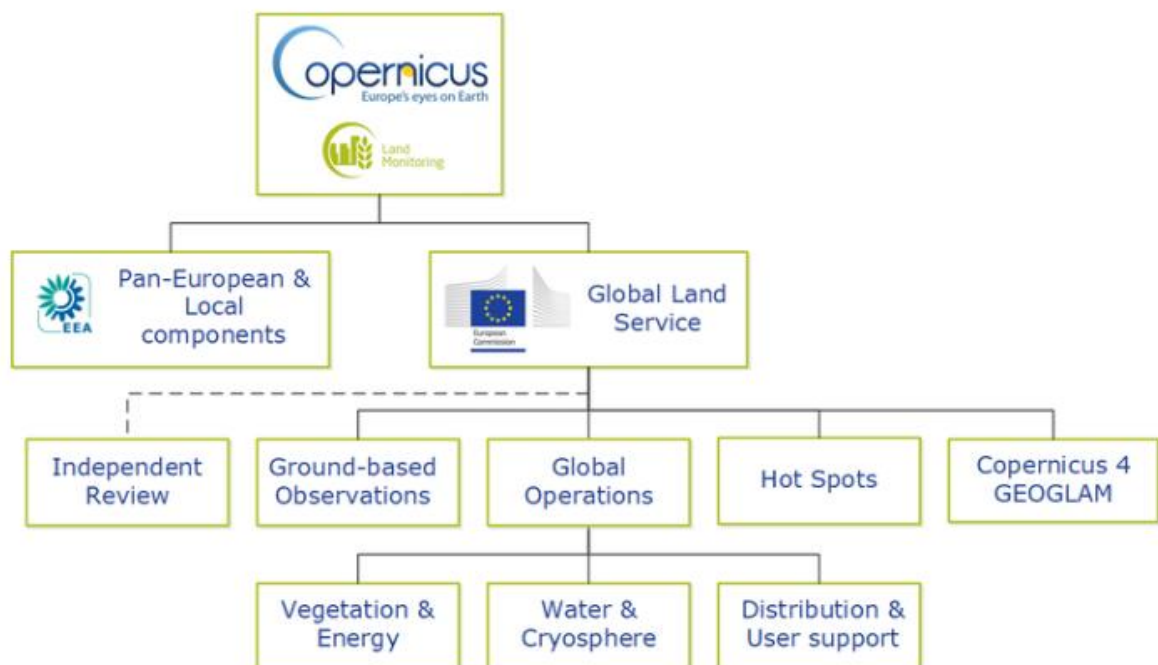 Copernicus
Europe's eyes on Earth
Land
Monitoring
EEA
Pan-European &
Local
components
European
Commission
Global Land
Service
Independent
Review
Ground-based
Observations
Global
Operations
Hot Spots
Copernicus 4
GEOGLAM
Vegetation &
Energy
Water &
Cryosphere
Distribution &
User support